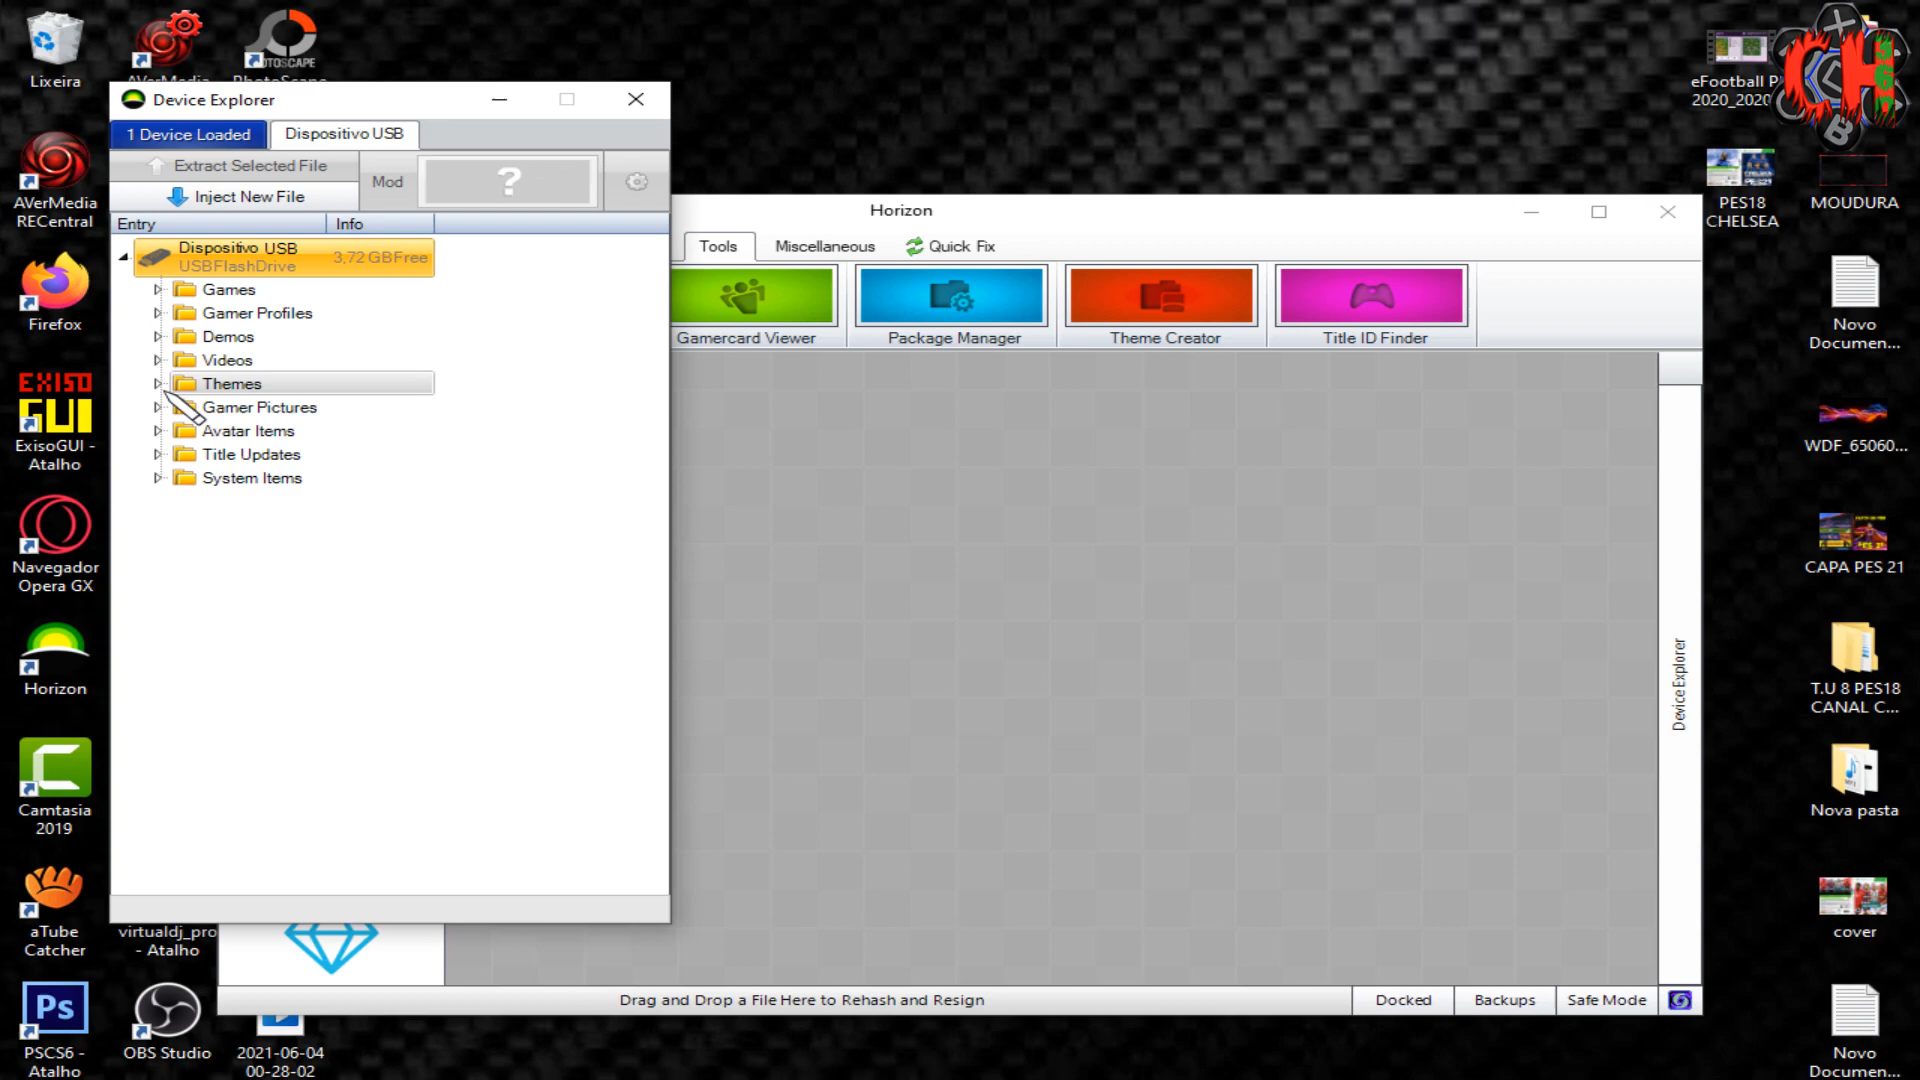 Lixeira
AVerMedia
PhotoScape
OTOSCAPE
AVerMedia
RECentral
Firefox
EXISO
GUI
ExisoGUI -
Atalho
Navegador
Opera GX
Horizon
Camtasia
2019
aTube
Catcher
virtualdj_pro
- Atalho
Ps
PSCS6 -
Atalho
OBS Studio
2021-06-04
00-28-02
Device Explorer
1 Device Loaded
Dispositivo USB
Extract Selected File
Inject New File
Mod
?
Entry
Info
Dispositivo USB
USBFlashDrive
3,72 GBFree
Games
Gamer Profiles
Demos
Videos
Themes
Gamer Pictures
Avatar Items
Title Updates
System Items
Horizon
Tools
Miscellaneous
Quick Fix
Gamercard Viewer
Package Manager
Theme Creator
Title ID Finder
Device Explorer
Drag and Drop a File Here to Rehash and Resign
Docked
Backups
Safe Mode
eFootball P
2020_2020
CH
X
B
PES18
CHELSEA
MOUDURA
Novo
Documen...
WDF_65060...
CAPA PES 21
T.U 8 PES18
CANAL C...
Nova pasta
cover
Novo
Documen...